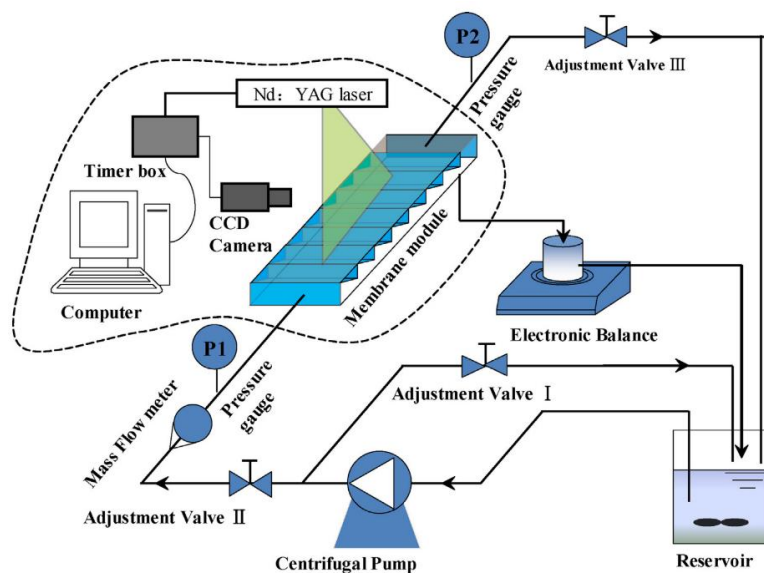 P2
Adjustment Valve Ⅲ
Pressure
gauge
Nd：YAG laser
Timer box
CCD
Camera
Computer
Membrane module
Electronic Balance
P1
Pressure
gauge
Mass Flow meter
Adjustment Valve Ⅰ
Adjustment Valve Ⅱ
Centrifugal Pump
Reservoir